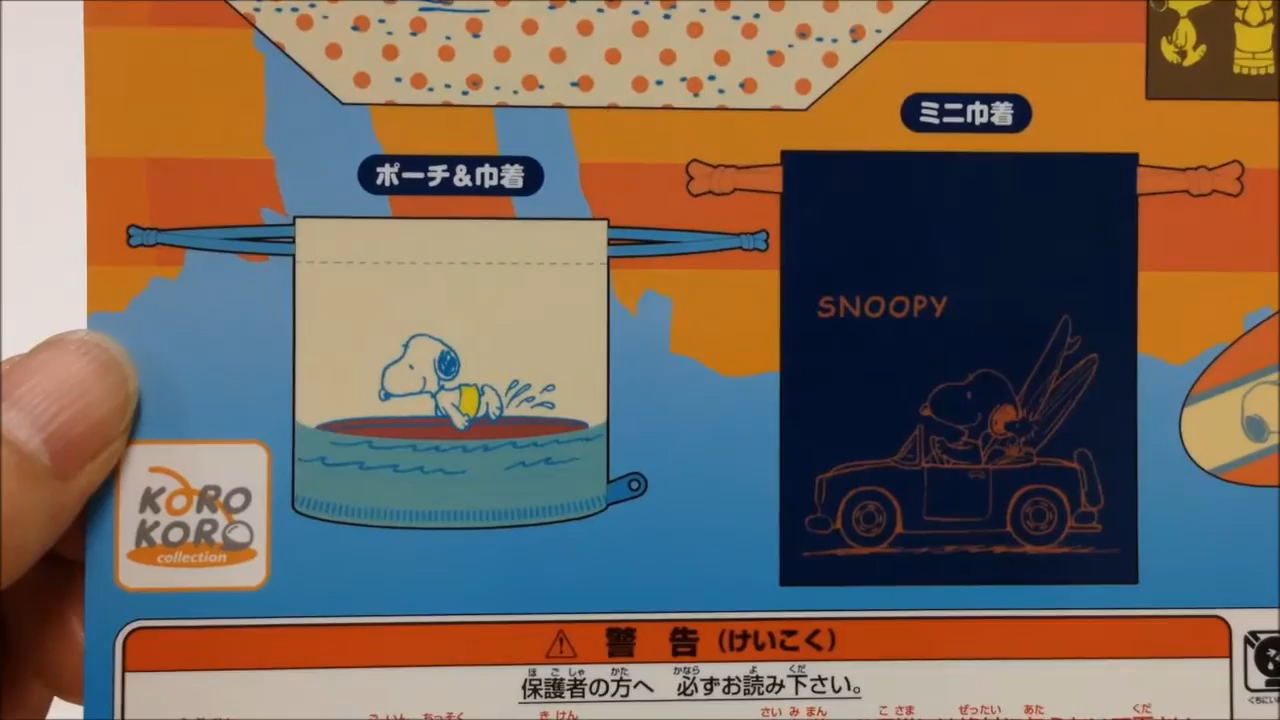 ミニ巾着
ポーチ&巾着
SNOOPY
KORO
KORO
collection
警告(けいこく)
保護者の方へ 必ずお読み下さい。